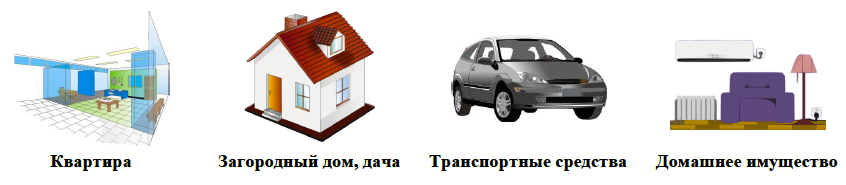 Квартира
Загородный дом, дача
Транспортные средства
Домашнее имущество